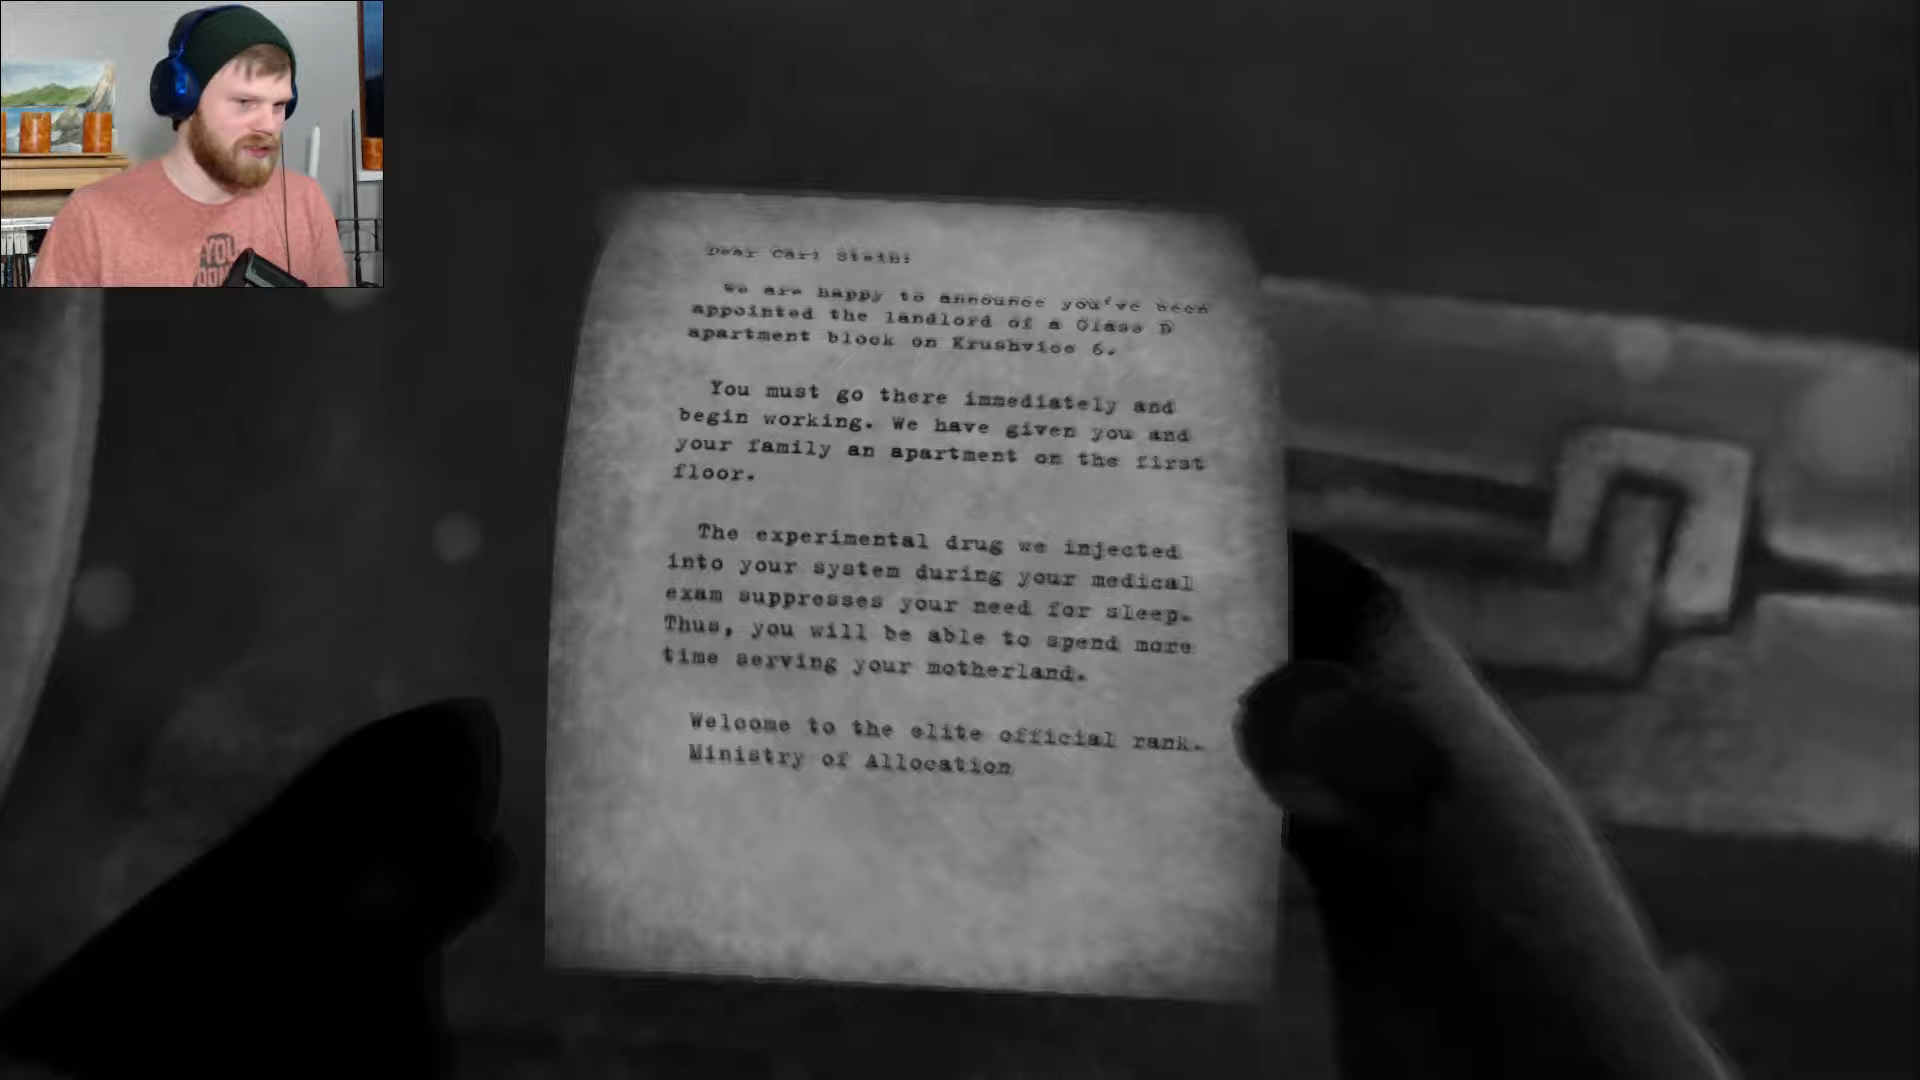 Dear Carl Stein:
We are happy to announce you've been
appointed the landlord of a Class D
apartment block on Krushvice 6.
You must go there immediately and
begin working. We have given you and
your family an apartment on the first
floor.
The experimental drug we injected
into your system during your medical
exam suppresses your need for sleep.
Thus, you will be able to spend more
time serving your motherland.
Welcome to the elite official rank.
Ministry of Allocation
YOU